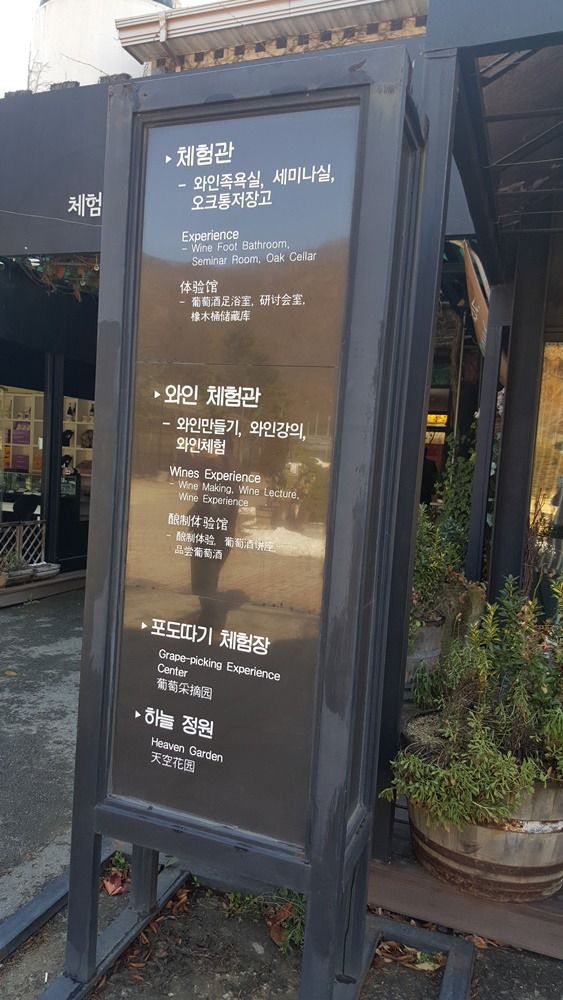 체험
▸체험관
- 와인족욕실, 세미나실,
오크통저장고
Experience
- Wine Foot Bathroom,
Seminar Room, Oak Cellar
体验馆
- 葡萄酒足浴室, 研讨会室,
橡木桶储藏库
▸와인 체험관
- 와인만들기, 와인강의,
와인체험
Wines Experience
- Wine Making, Wine Lecture,
Wine Experience
酿制体验馆
- 酿制体验, 葡萄酒讲座
品尝葡萄酒
▸포도따기 체험장
Grape-picking Experience
Center
葡萄采摘园
▸하늘 정원
Heaven Garden
天空花园